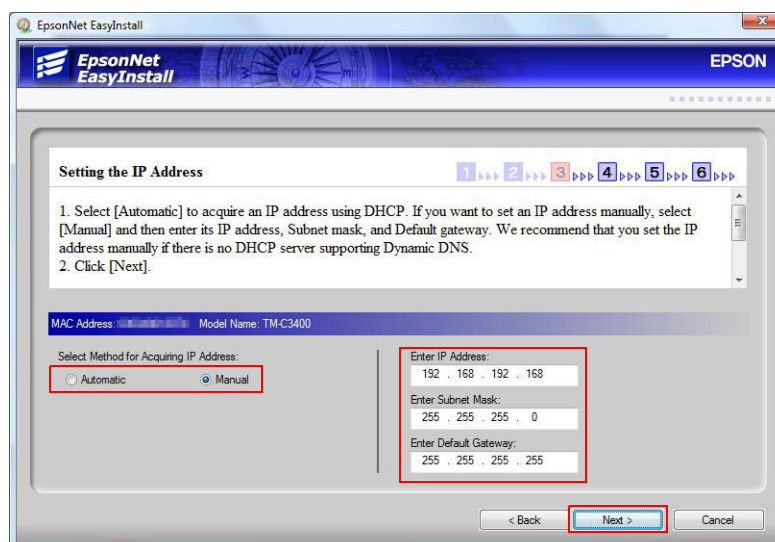 EpsonNet EasyInstall
EpsonNet
EasyInstall
EPSON
Setting the IP Address
1 2 3 4 5 6
1. Select [Automatic] to acquire an IP address using DHCP. If you want to set an IP address manually, select
[Manual] and then enter its IP address, Subnet mask, and Default gateway. We recommend that you set the IP
address manually if there is no DHCP server supporting Dynamic DNS.
2. Click [Next].
MAC Address: Model Name: TM-C3400
Select Method for Acquiring IP Address:
Automatic Manual
Enter IP Address:
192 . 168 . 192 . 168
Enter Subnet Mask:
255 . 255 . 255 . 0
Enter Default Gateway:
255 . 255 . 255 . 255
< Back Next > Cancel